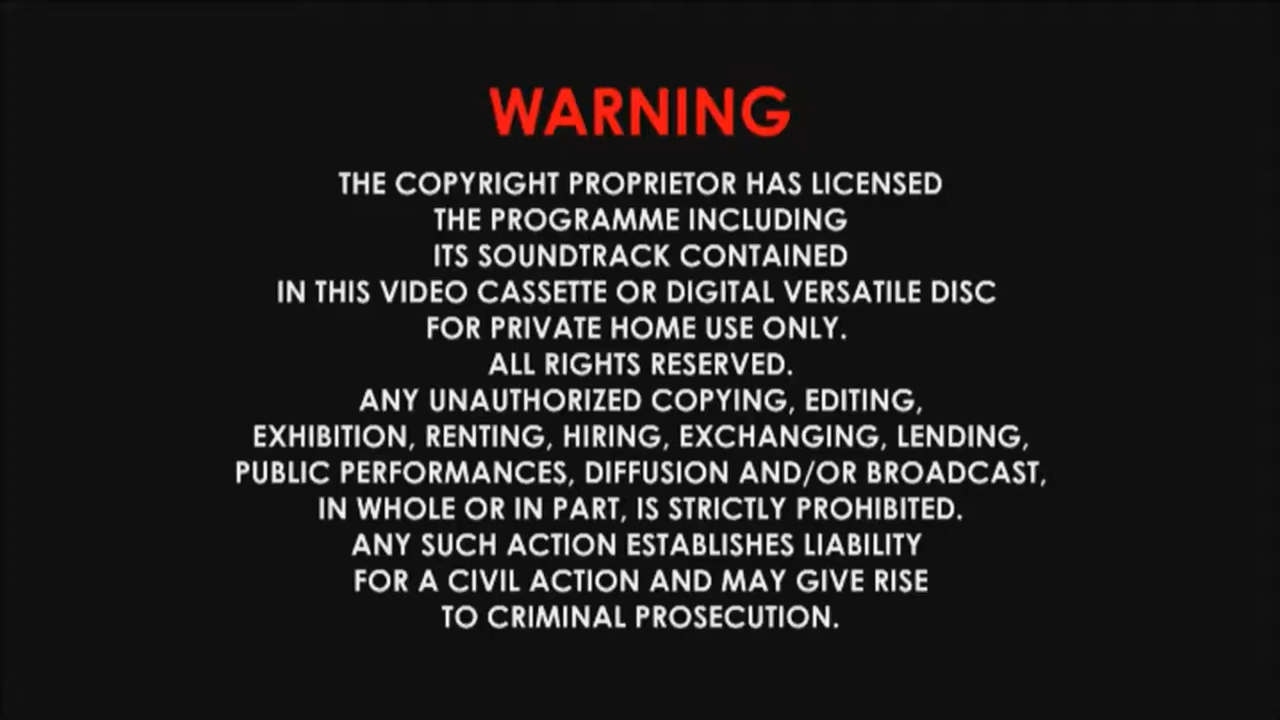 WARNING
THE COPYRIGHT PROPRIETOR HAS LICENSED
THE PROGRAMME INCLUDING
ITS SOUNDTRACK CONTAINED
IN THIS VIDEO CASSETTE OR DIGITAL VERSATILE DISC
FOR PRIVATE HOME USE ONLY.
ALL RIGHTS RESERVED.
ANY UNAUTHORIZED COPYING, EDITING,
EXHIBITION, RENTING, HIRING, EXCHANGING, LENDING,
PUBLIC PERFORMANCES, DIFFUSION AND/OR BROADCAST,
IN WHOLE OR IN PART, IS STRICTLY PROHIBITED.
ANY SUCH ACTION ESTABLISHES LIABILITY
FOR A CIVIL ACTION AND MAY GIVE RISE
TO CRIMINAL PROSECUTION.